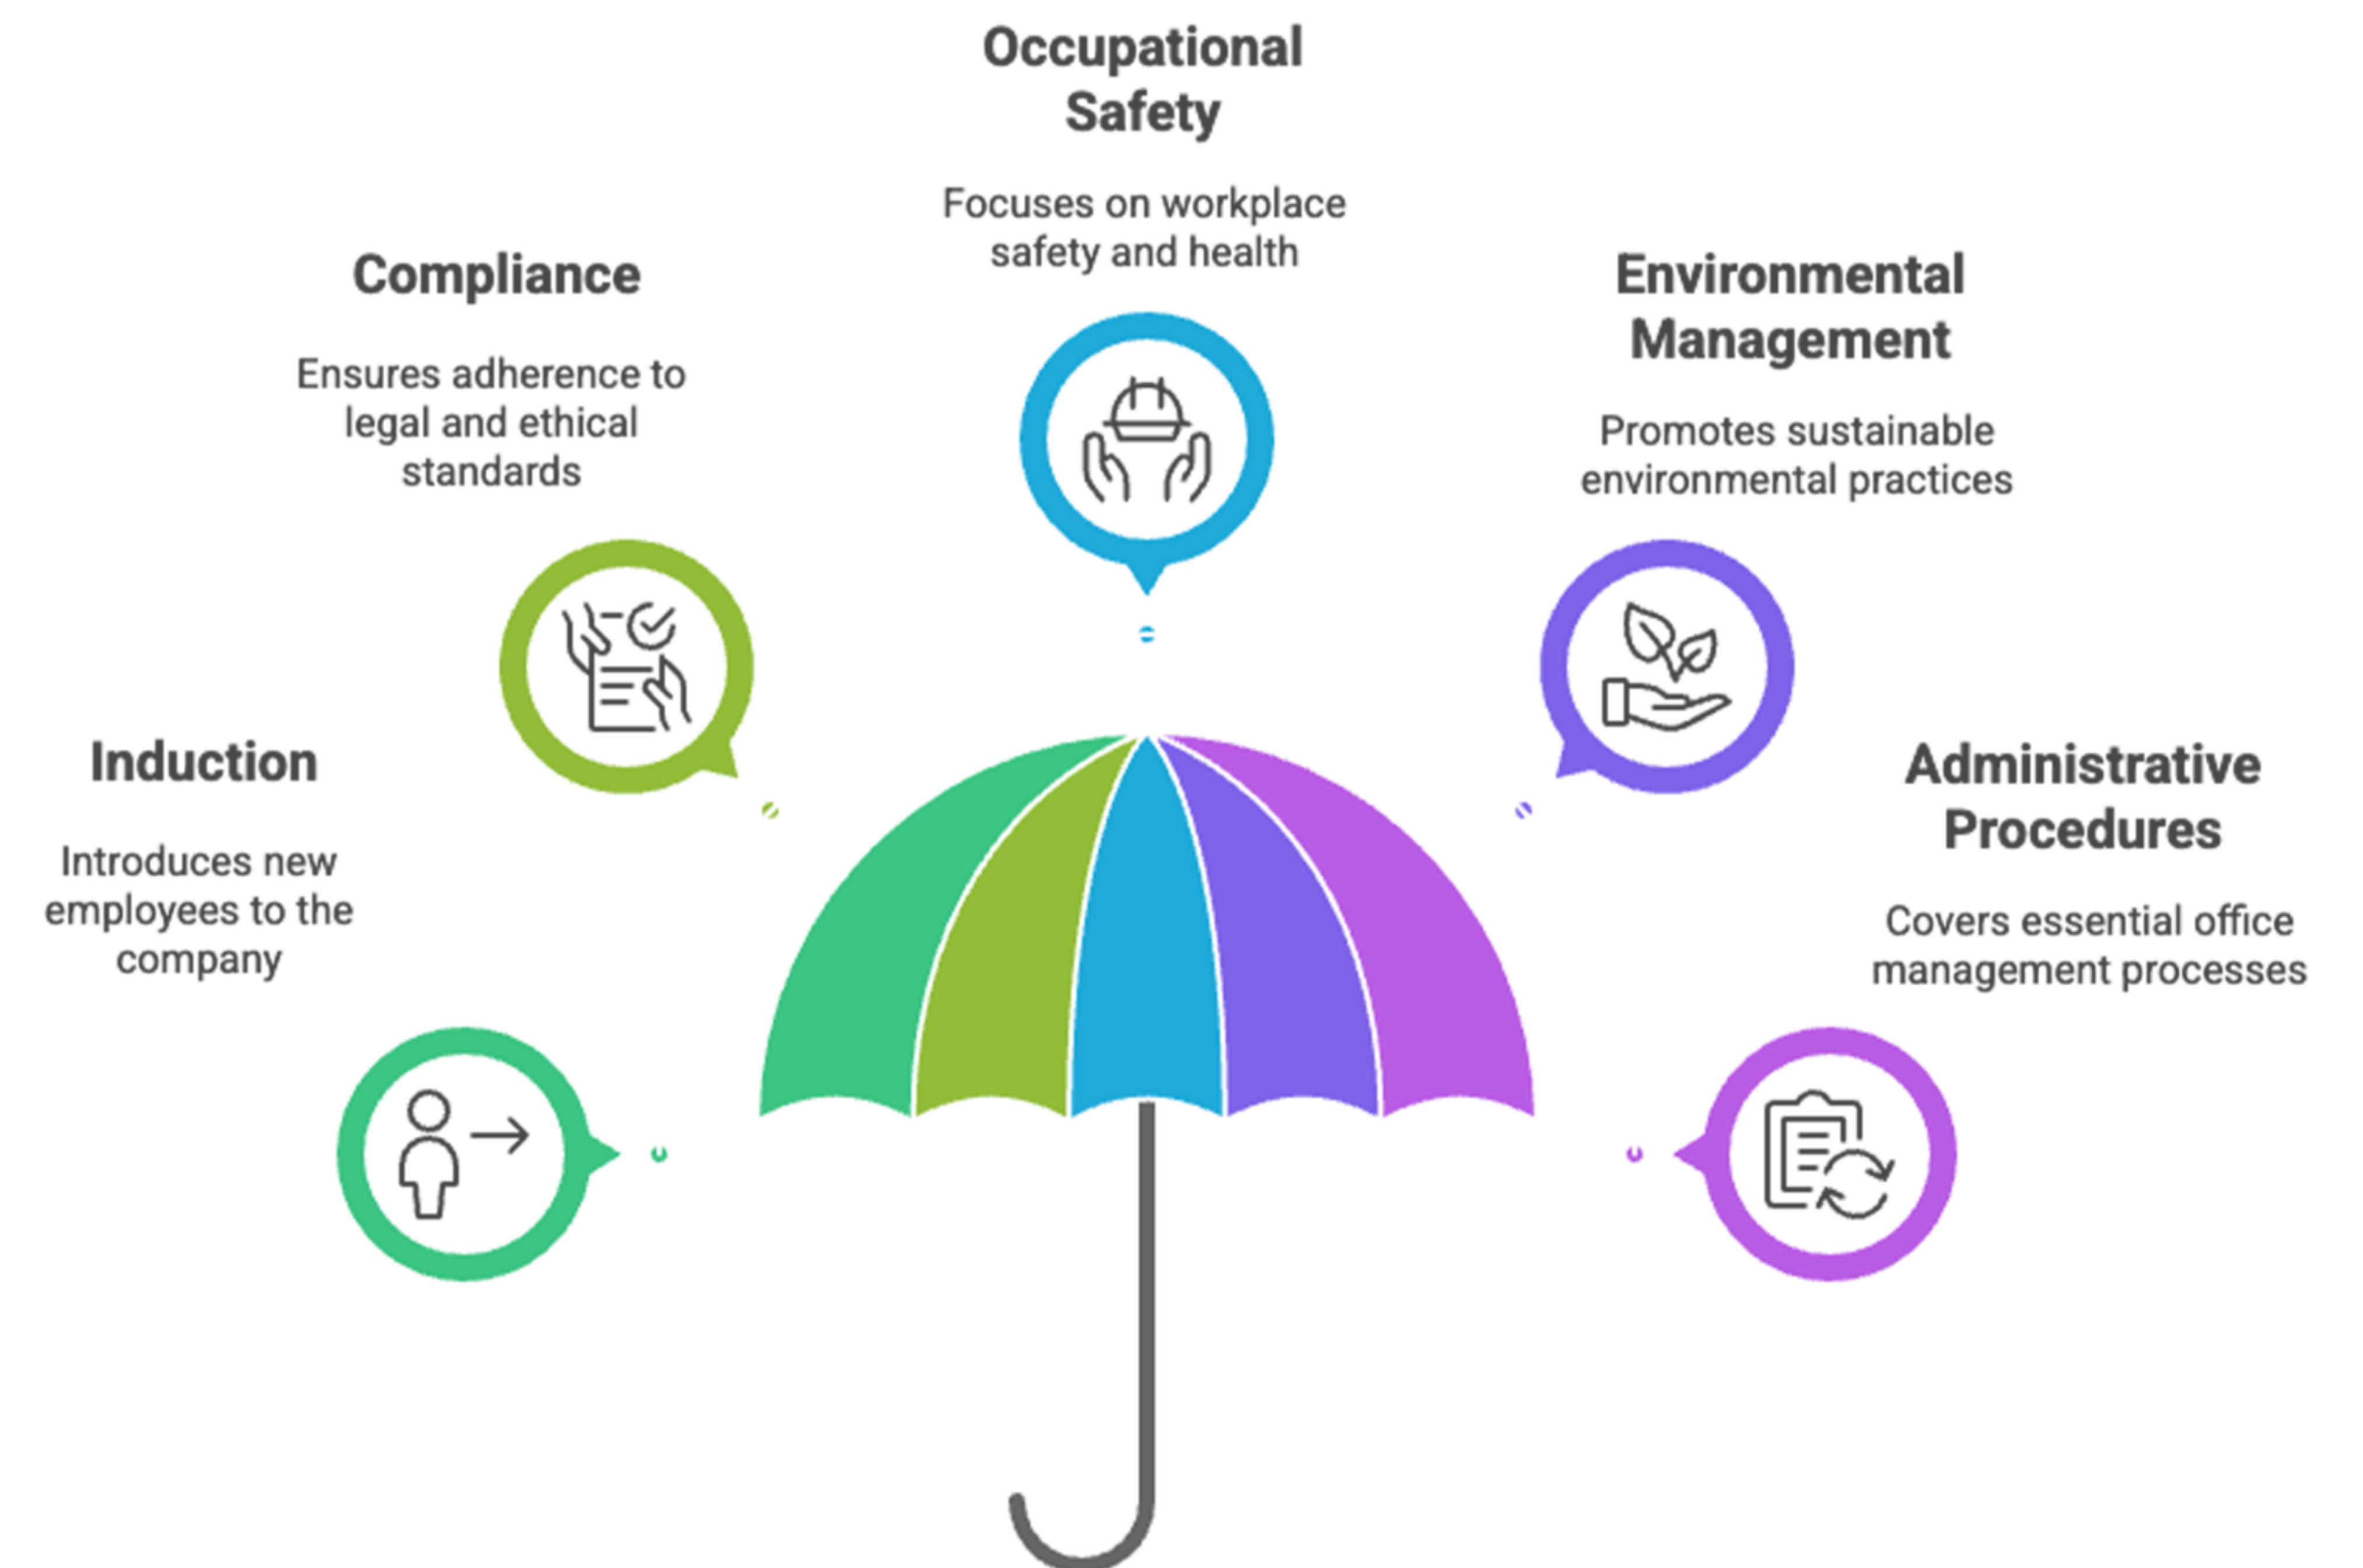 Occupational
Safety
Focuses on workplace
safety and health
Compliance
Ensures adherence to
legal and ethical
standards
Environmental
Management
Promotes sustainable
environmental practices
Induction
Introduces new
employees to the
company
Administrative
Procedures
Covers essential office
management processes